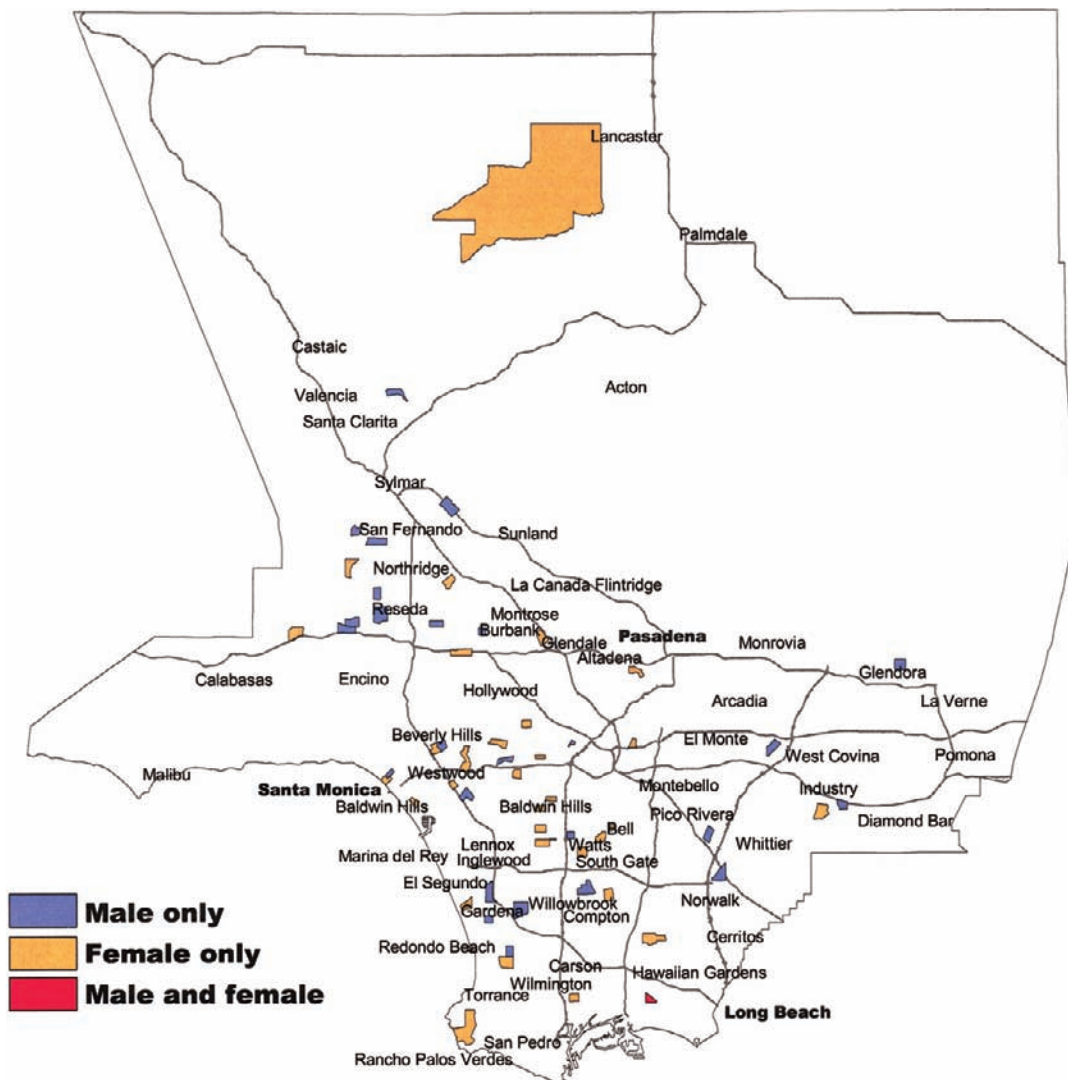 Lancaster
Palmdale
Castaic
Acton
Valencia
Santa Clarita
Sylmar
San Fernando
Sunland
Northridge
La Canada Flintridge
Reseda
Montrose
Burbank
Glendale
Pasadena
Monrovia
Altadena
Glendora
Calabasas
Encino
Hollywood
Arcadia
La Verne
Beverly Hills
El Monte
West Covina
Pomona
Malibu
Westwood
Santa Monica
Montebello
Industry
Baldwin Hills
Baldwin Hills
Pico Rivera
Diamond Bar
Bell
Lennox
Watts
Whittier
Marina del Rey
Inglewood
South Gate
El Segundo
Willowbrook
Norwalk
Gardena
Compton
Male only
Redondo Beach
Cerritos
Female only
Carson
Hawaiian Gardens
Wilmington
Male and female
Torrance
Long Beach
San Pedro
Rancho Palos Verdes